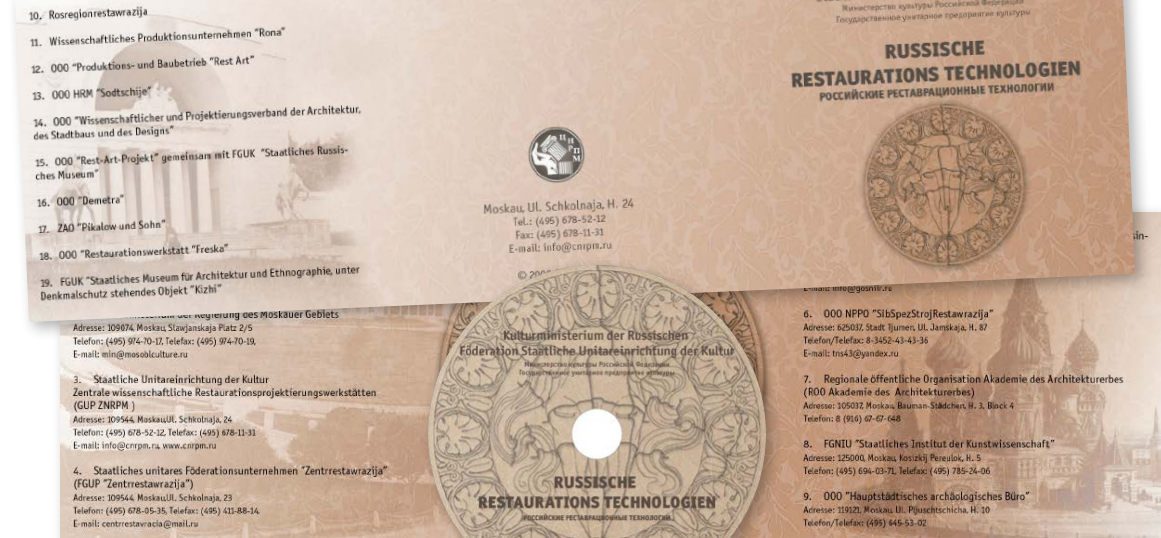 10. Rosregionrestawrazija
11. Wissenschaftliches Produktionsunternehmen "Rona"
12. OOO "Produktions- und Baubetrieb "Rest Art"
13. OOO HRM "Sodtschije"
14. OOO "Wissenschaftlicher und Projektierungsverband der Architektur,
des Stadtbaus und des Designs"
15. OOO "Rest-Art-Projekt" gemeinsam mit FGUK "Staatliches Russis-
ches Museum"
16. OOO "Demetra"
17. ZAO "Pikalow und Sohn"
18. OOO "Restaurationswerkstatt "Freska"
19. FGUK "Staatliches Museum für Architektur und Ethnographie, unter
Denkmalschutz stehendes Objekt "Kizhi"
ЦНРПМ
Moskau, Ul. Schkolnaja, H. 24
Tel.: (495) 678-52-12
Fax: (495) 678-11-31
E-mail: info@cnrpm.ru
Министерство культуры Российской Федерации
Государственное унитарное предприятие культуры
RUSSISCHE
RESTAURATIONS TECHNOLOGIEN
РОССИЙСКИЕ РЕСТАВРАЦИОННЫЕ ТЕХНОЛОГИИ
der Regierung des Moskauer Gebiets
Adresse: 109074, Moskau, Slawjanskaja Platz 2/5
Telefon: (495) 974-70-17, Telefax: (495) 974-70-19,
E-mail: min@mosoblculture.ru
3. Staatliche Unitareinrichtung der Kultur
Zentrale wissenschaftliche Restaurationsprojektierungswerkstätten
(GUP ZNRPM )
Adresse: 109544, Moskau,Ul. Schkolnaja, 24
Telefon: (495) 678-52-12, Telefax: (495) 678-11-31
E-mail: info@cnrpm.ru, www.cnrpm.ru
4. Staatliches unitares Föderationsunternehmen "Zentrrestawrazija"
(FGUP "Zentrrestawrazija")
Adresse: 109544, Moskau,Ul. Schkolnaja, 23
Telefon: (495) 678-05-35, Telefax: (495) 411-88-14
E-mail: centrrestavracia@mail.ru
Kulturministerium der Russischen
Föderation Staatliche Unitareinrichtung der Kultur
Министерство культуры Российской Федерации
Государственное унитарное предприятие культуры
RUSSISCHE
RESTAURATIONS TECHNOLOGIEN
РОССИЙСКИЕ РЕСТАВРАЦИОННЫЕ ТЕХНОЛОГИИ
E-mail: info@gosniir.ru
6. OOO NPPO "SibSpezStrojRestawrazija"
Adresse: 625037, Stadt Tjumen, Ul. Jamskaja, H. 87
Telefon/Telefax: 8-3452-43-43-36
E-mail: tns43@yandex.ru
7. Regionale öffentliche Organisation Akademie des Architekturerbes
(ROO Akademie des Architekturerbes)
Adresse: 105037, Moskau, Bauman-Städchen, H. 3, Block 4
Telefon: 8 (916) 67-67-648
8. FGNIU "Staatliches Institut der Kunstwissenschaft"
Adresse: 125000, Moskau, Kosizkij Pereulok, H. 5
Telefon: (495) 694-03-71, Telefax: (495) 785-24-06
9. OOO "Hauptstädtisches archäologisches Büro"
Adresse: 119121, Moskau, Ul. Pljuschtschicha, H. 10
Telefon/Telefax: (495) 645-53-02